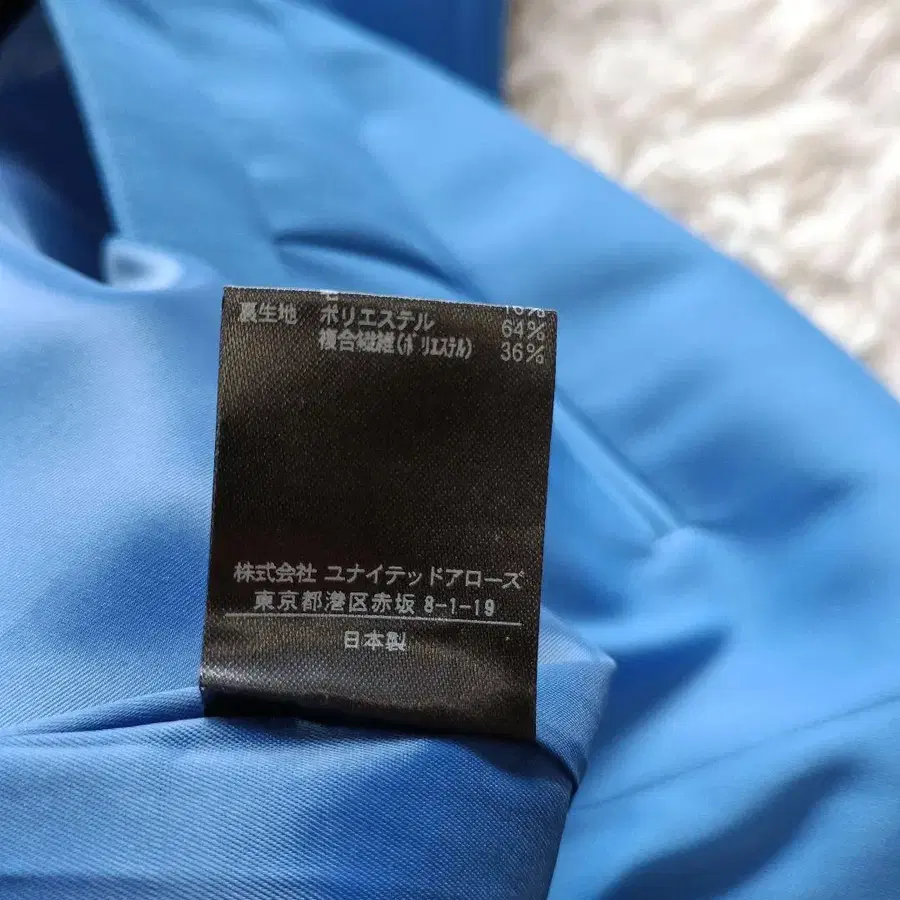 裏生地 ポリエステル 64%
複合繊維(ポリエステル) 36%
株式会社 ユナイテッドアローズ
東京都港区赤坂 8-1-19
日本製